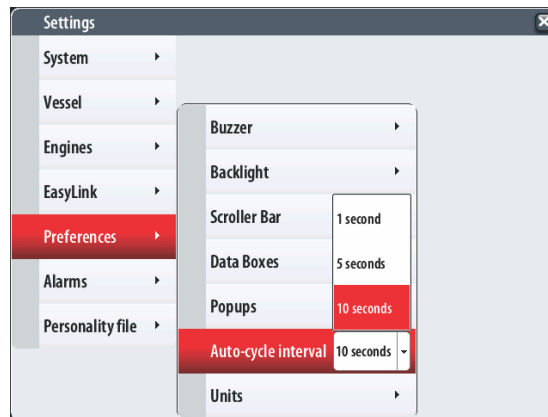 Settings
System
Vessel
Engines
EasyLink
Preferences
Alarms
Personality file
Buzzer
Backlight
Scroller Bar
Data Boxes
Popups
Auto-cycle interval 10 seconds
Units
1 second
5 seconds
10 seconds